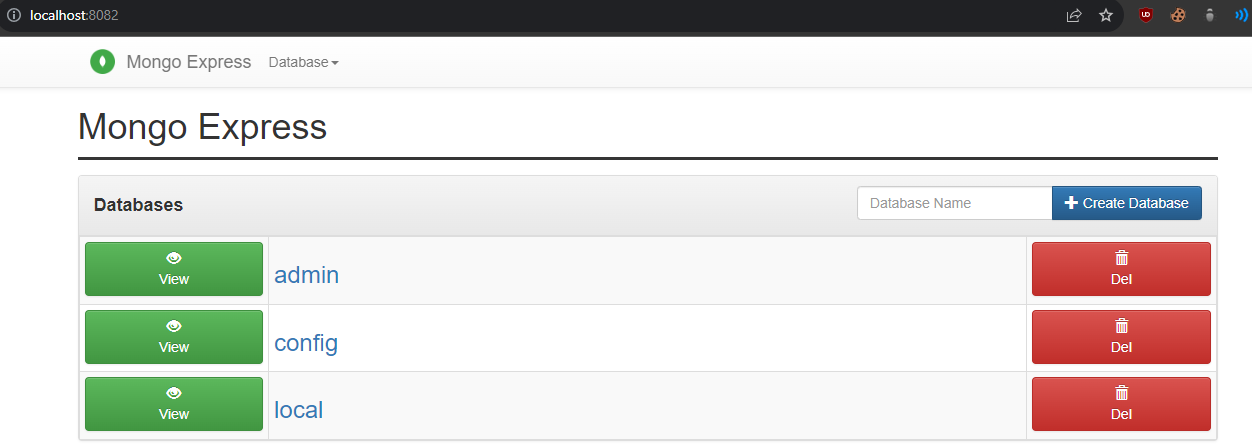 localhost:8082
Mongo Express Database
Mongo Express
Databases Database Name Create Database
View admin Del
View config Del
View local Del